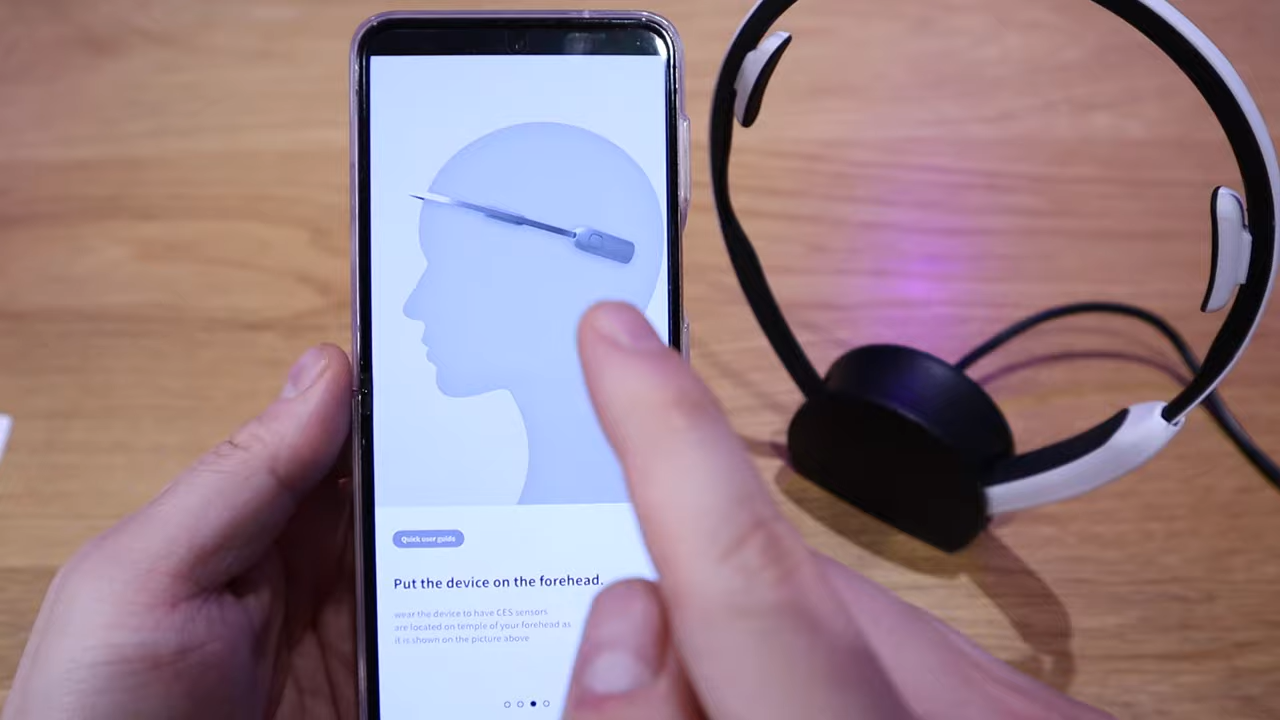 Quick user guide
Put the device on the forehead.
wear the device to have CES sensors
are located on temple of your forehead as
it is shown on the picture above